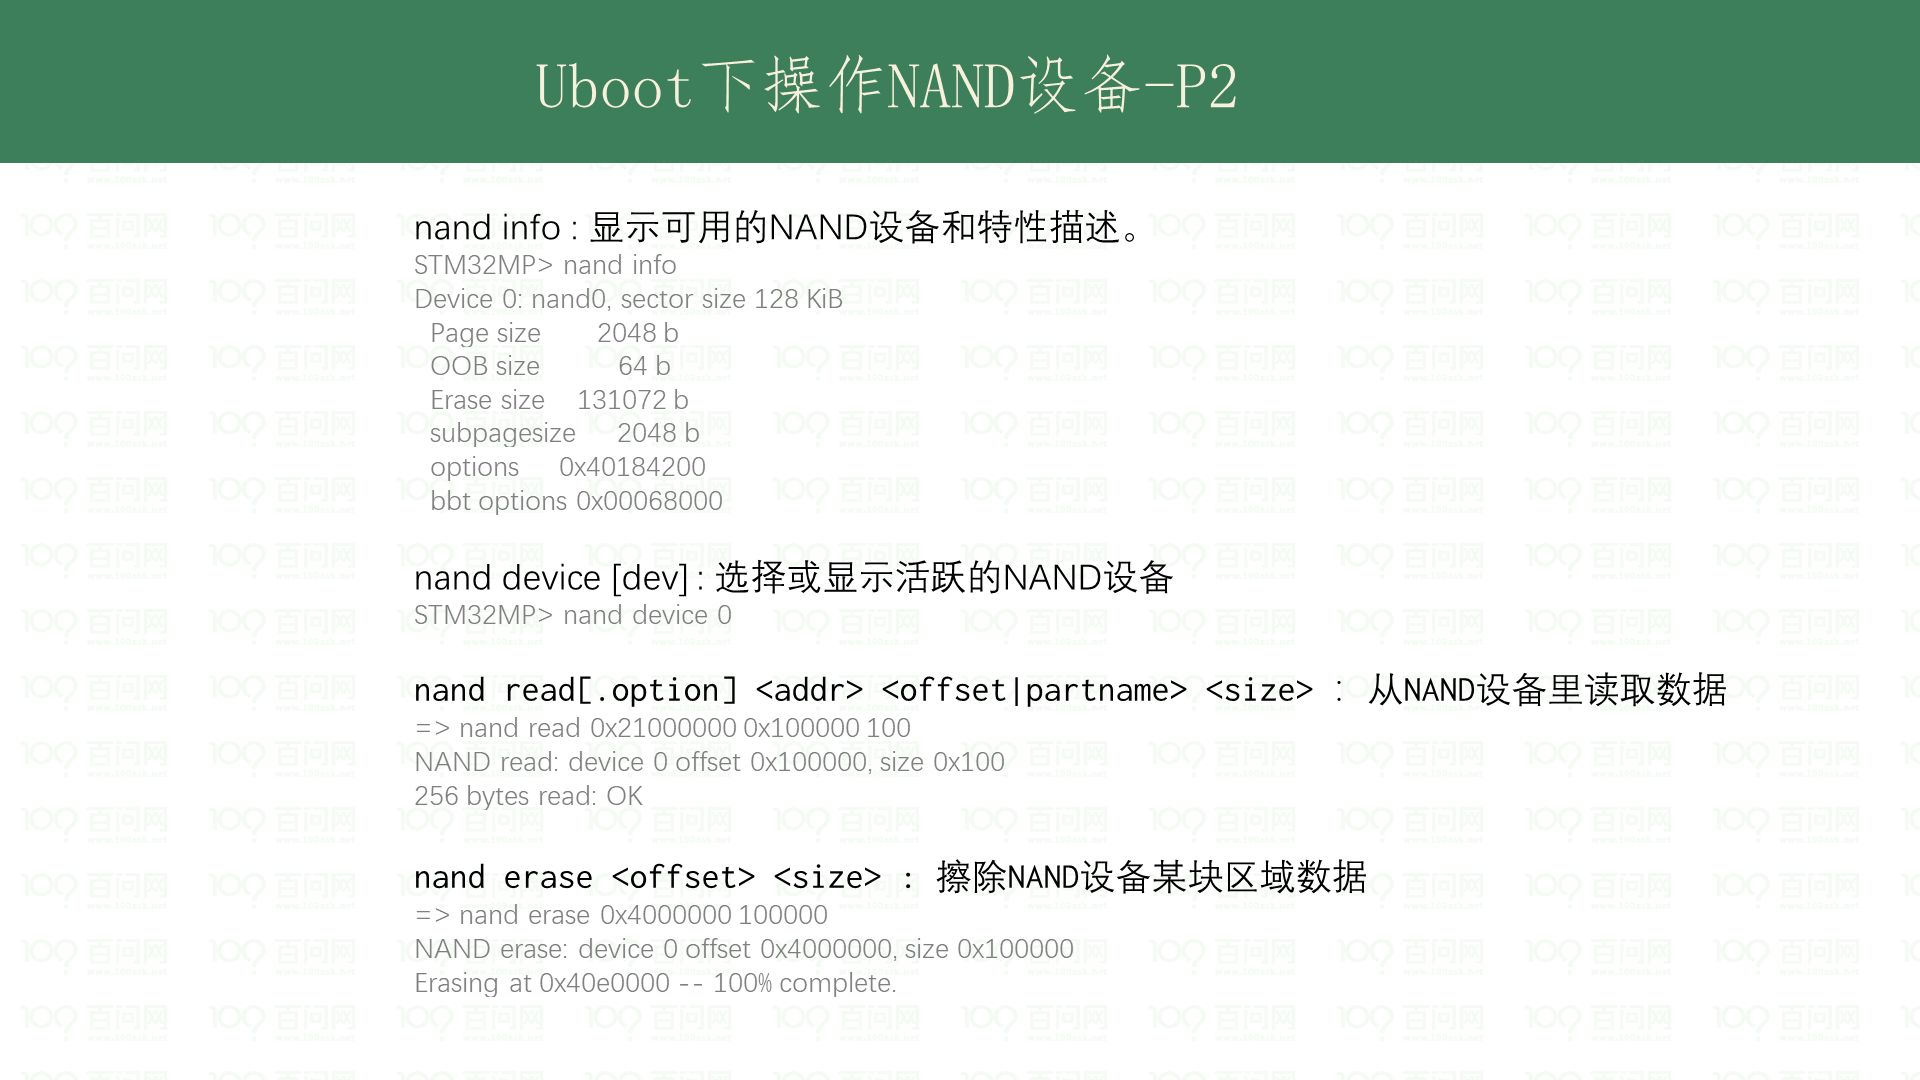 Uboot下操作NAND设备-P2
nand info : 显示可用的NAND设备和特性描述。
STM32MP> nand info
Device 0: nand0, sector size 128 KiB
Page size 2048 b
OOB size 64 b
Erase size 131072 b
subpagesize 2048 b
options 0x40184200
bbt options 0x00068000
nand device [dev] : 选择或显示活跃的NAND设备
STM32MP> nand device 0
nand read[.option] <addr> <offset|partname> <size> : 从NAND设备里读取数据
=> nand read 0x21000000 0x100000 100
NAND read: device 0 offset 0x100000, size 0x100
256 bytes read: OK
nand erase <offset> <size> : 擦除NAND设备某块区域数据
=> nand erase 0x4000000 100000
NAND erase: device 0 offset 0x4000000, size 0x100000
Erasing at 0x40e0000 -- 100% complete.